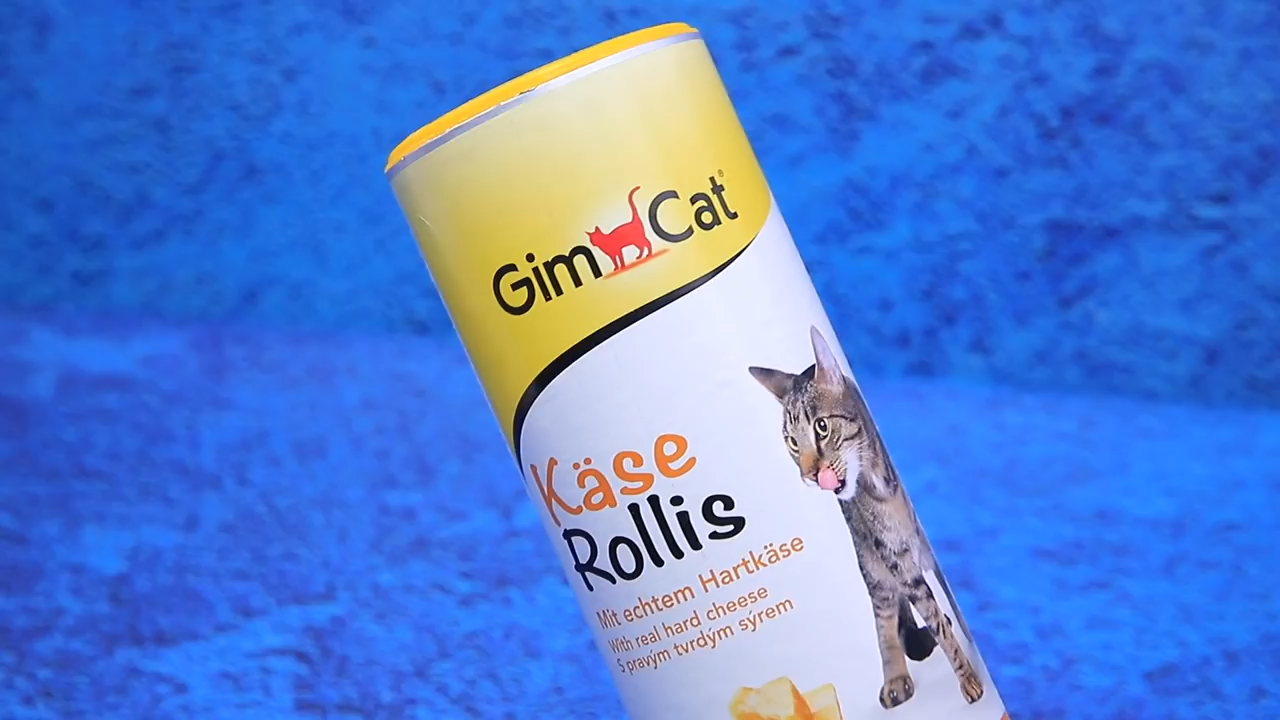 GimCat®
Käse
Rollis
Mit echtem Hartkäse
With real hard cheese
S pravým tvrdým sýrem